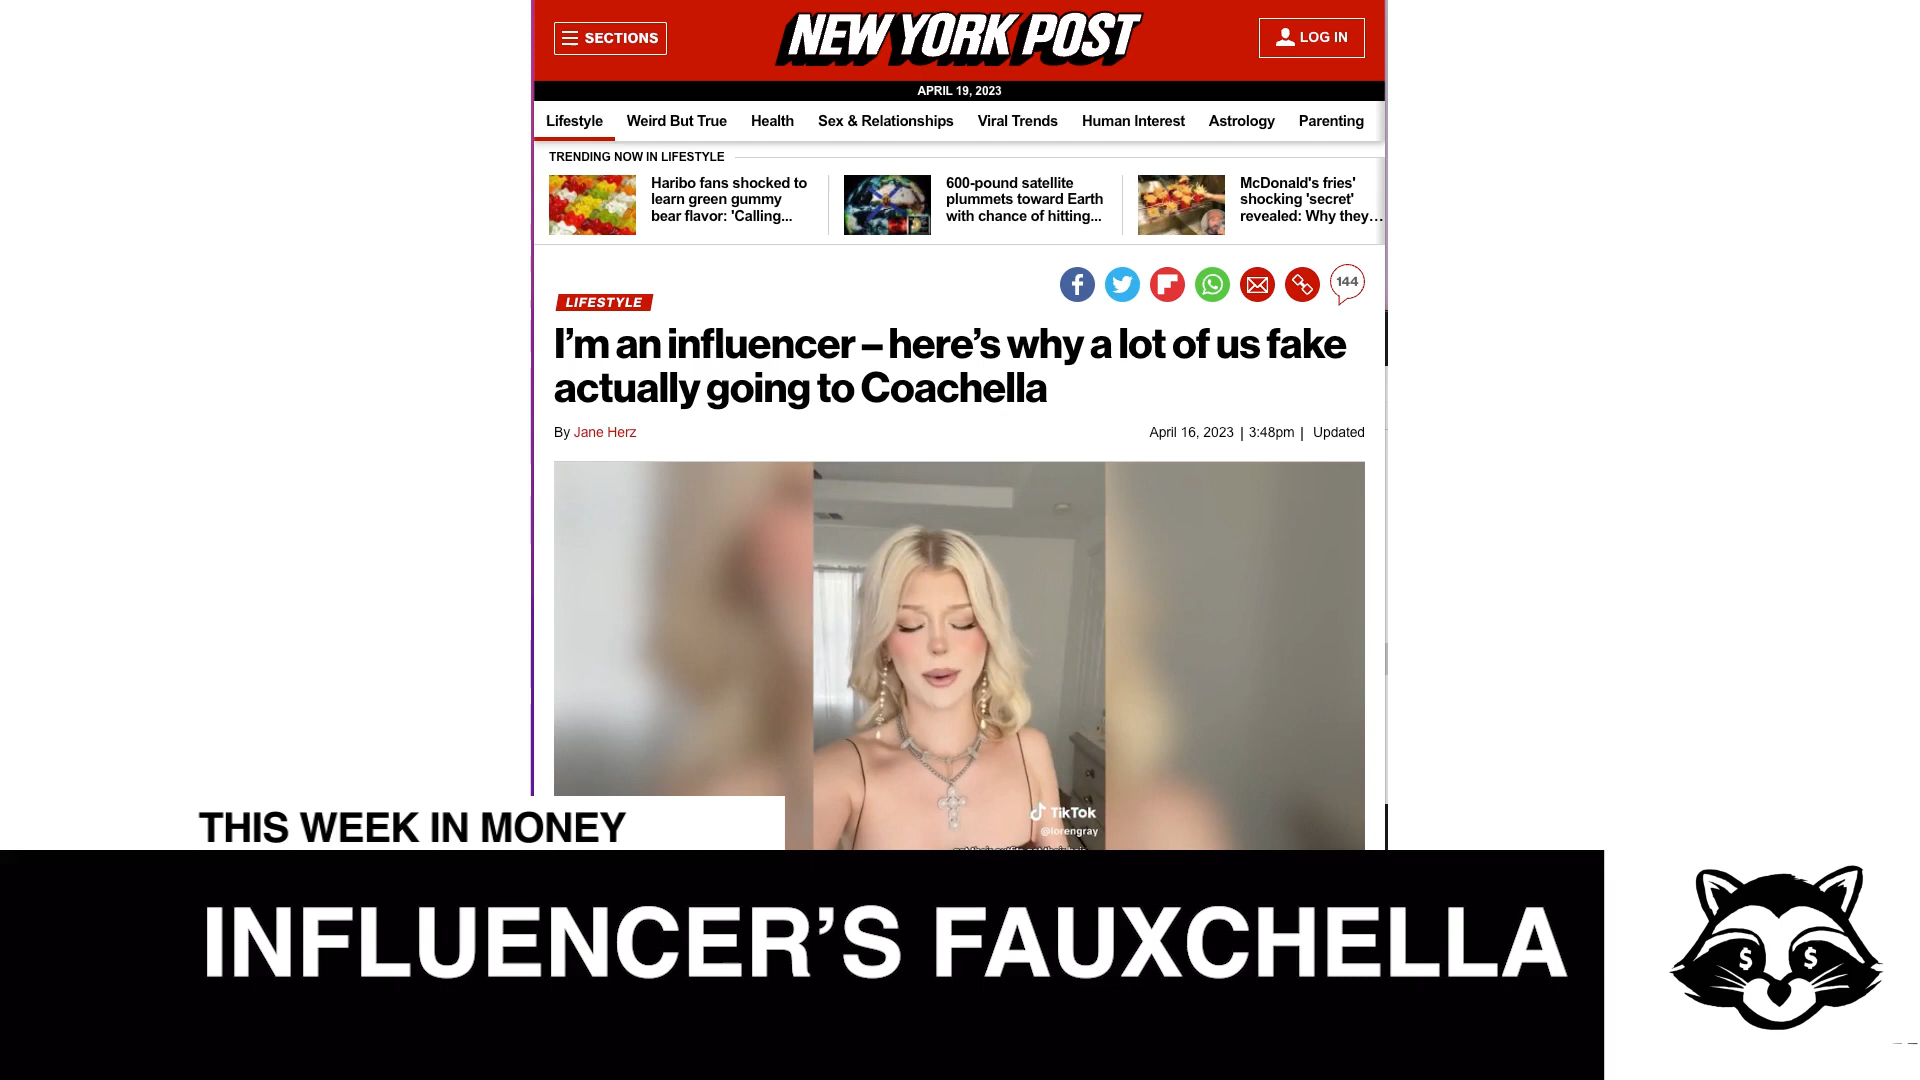 SECTIONS
NEW YORK POST
LOG IN
APRIL 19, 2023
Lifestyle Weird But True Health Sex & Relationships Viral Trends Human Interest Astrology Parenting
TRENDING NOW IN LIFESTYLE
Haribo fans shocked to
learn green gummy
bear flavor: 'Calling...
600-pound satellite
plummets toward Earth
with chance of hitting...
McDonald's fries'
shocking 'secret'
revealed: Why they...
144
LIFESTYLE
I'm an influencer – here's why a lot of us fake
actually going to Coachella
By Jane Herz
April 16, 2023 | 3:48pm | Updated
TikTok
@lorengray
THIS WEEK IN MONEY
INFLUENCER'S FAUXCHELLA
$ $